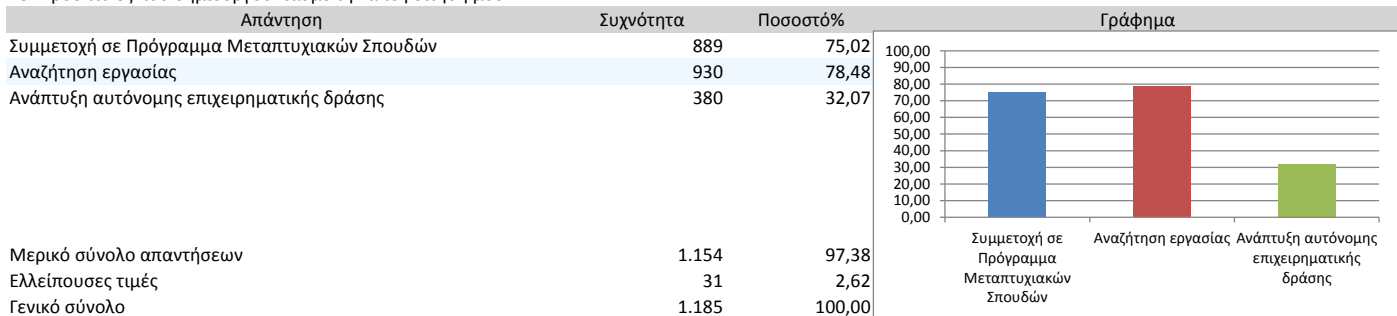 Απάντηση Συχνότητα Ποσοστό% Γράφημα
Συμμετοχή σε Πρόγραμμα Μεταπτυχιακών Σπουδών 889 75,02
Αναζήτηση εργασίας 930 78,48
Ανάπτυξη αυτόνομης επιχειρηματικής δράσης 380 32,07
Μερικό σύνολο απαντήσεων 1.154 97,38
Ελλείπουσες τιμές 31 2,62
Γενικό σύνολο 1.185 100,00
100,00
90,00
80,00
70,00
60,00
50,00
40,00
30,00
20,00
10,00
0,00
Συμμετοχή σε
Πρόγραμμα
Μεταπτυχιακών
Σπουδών
Αναζήτηση εργασίας
Ανάπτυξη αυτόνομης
επιχειρηματικής
δράσης